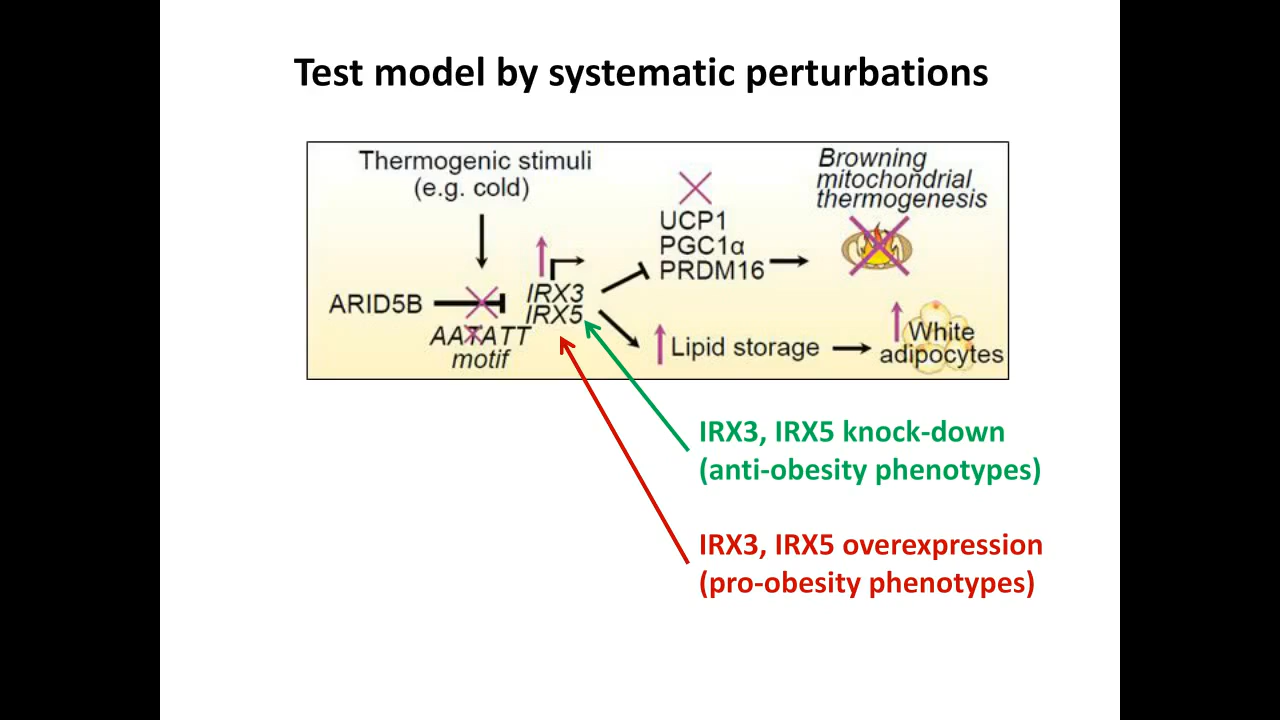 Test model by systematic perturbations
Thermogenic stimuli
(e.g. cold)
Browning
mitochondrial
thermogenesis
UCP1
PGC1α
PRDM16
ARID5B
IRX3
IRX5
AATATT
motif
Lipid storage
White
adipocytes
IRX3, IRX5 knock-down
(anti-obesity phenotypes)
IRX3, IRX5 overexpression
(pro-obesity phenotypes)